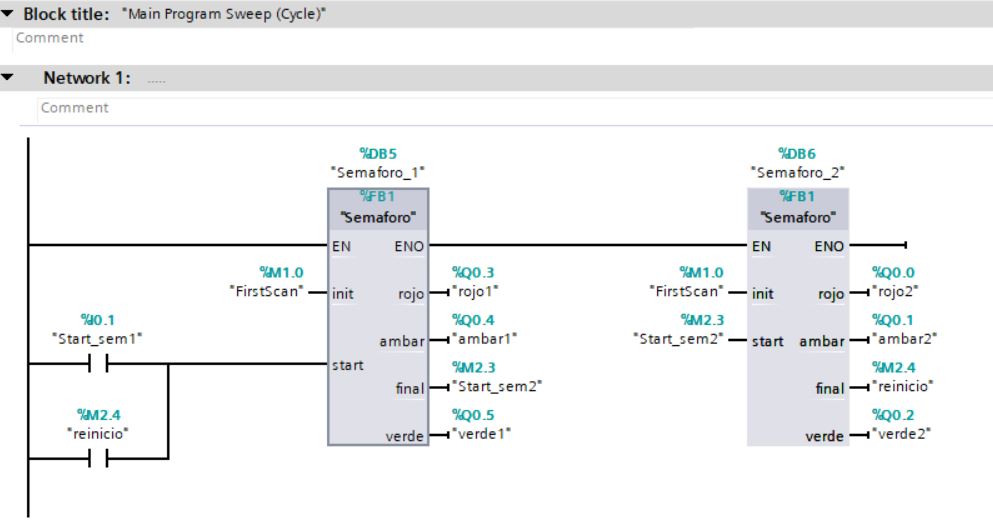 Block title: "Main Program Sweep (Cycle)"
Comment
Network 1: .....
Comment
%DB5
"Semaforo_1"
%FB1
"Semaforo"
EN ENO
%M1.0
"FirstScan"
init
rojo
%Q0.3
"rojo1"
%I0.1
"Start_sem1"
ambar
%Q0.4
"ambar1"
start
final
%M2.3
"Start_sem2"
%M2.4
"reinicio"
verde
%Q0.5
"verde1"
%DB6
"Semaforo_2"
%FB1
"Semaforo"
EN ENO
%M1.0
"FirstScan"
init
rojo
%Q0.0
"rojo2"
%M2.3
"Start_sem2"
start
ambar
%Q0.1
"ambar2"
final
%M2.4
"reinicio"
verde
%Q0.2
"verde2"